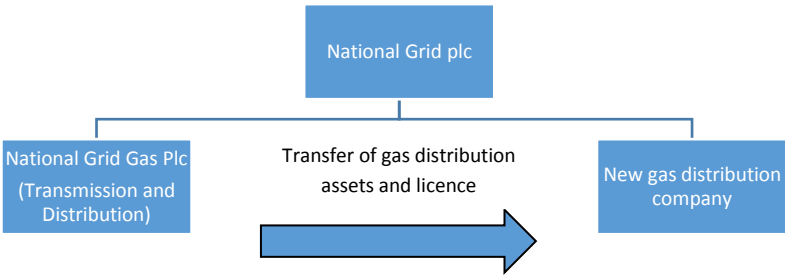 National Grid plc
National Grid Gas Plc
(Transmission and
Distribution)
Transfer of gas distribution
assets and licence
New gas distribution
company